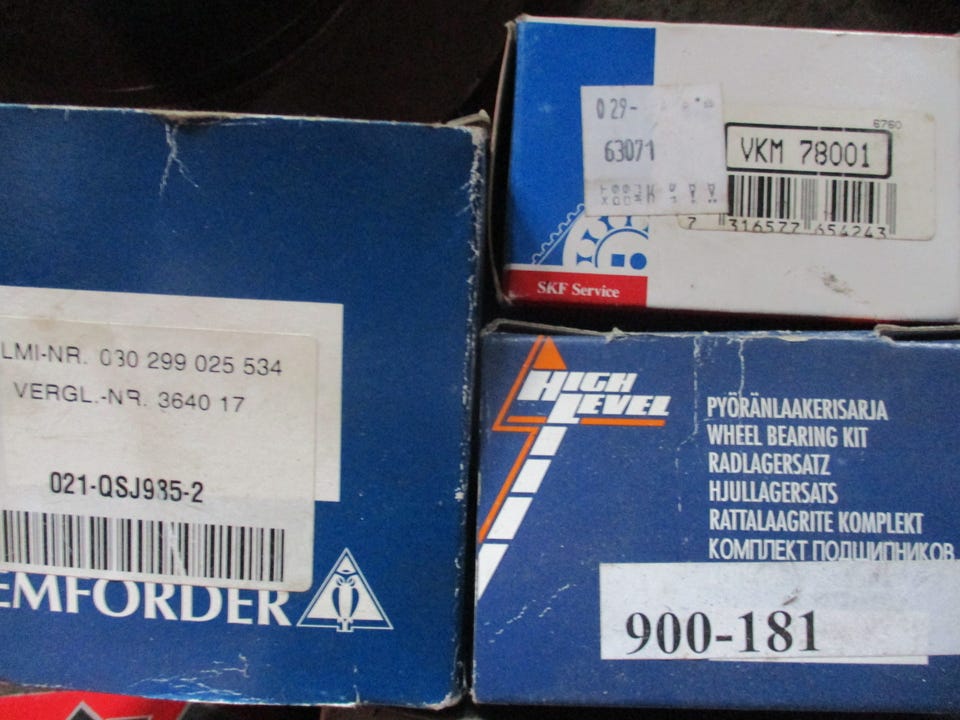 LMI-NR. 030 299 025 534
VERGL.-NR. 3640 17
021-QSJ985-2
EMFORDER
029-
63071
6760
VKM 78001
7 316577 654243
SKF Service
HIGH
LEVEL
PYÖRÄNLAAKERISARJA
WHEEL BEARING KIT
RADLAGERSATZ
HJULLAGERSATS
RATTALAAGRITE KOMPLEKT
КОМПЛЕКТ ПОДШИПНИКОВ
900-181